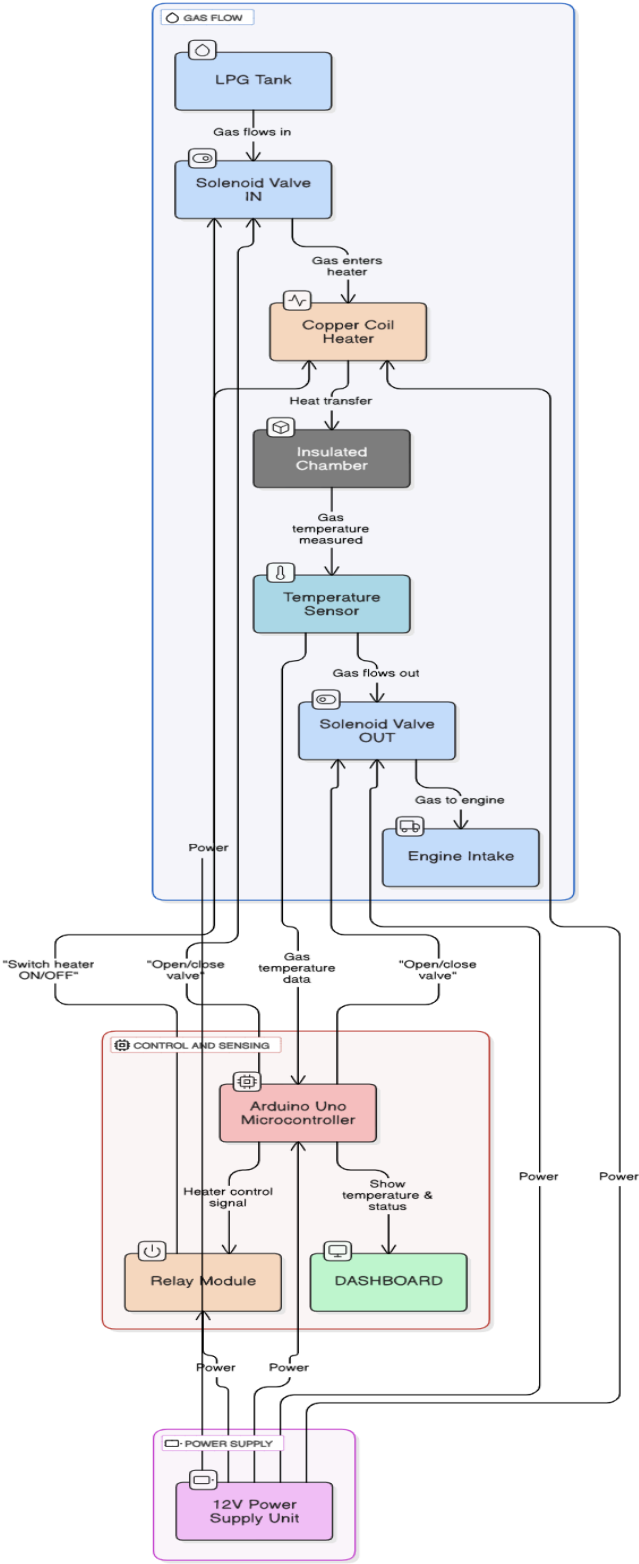 GAS FLOW
LPG Tank
Gas flows in
Solenoid Valve
IN
Gas enters
heater
Copper Coil
Heater
Heat transfer
Insulated
Chamber
Gas
temperature
measured
Temperature
Sensor
Gas flows out
Solenoid Valve
OUT
Gas to engine
Engine Intake
Power
"Switch heater
ON/OFF"
"Open/close
valve"
Gas
temperature
data
"Open/close
valve"
CONTROL AND SENSING
Arduino Uno
Microcontroller
Heater control
signal
Show
temperature &
status
Power
Power
Relay Module
DASHBOARD
Power
Power
POWER SUPPLY
12V Power
Supply Unit